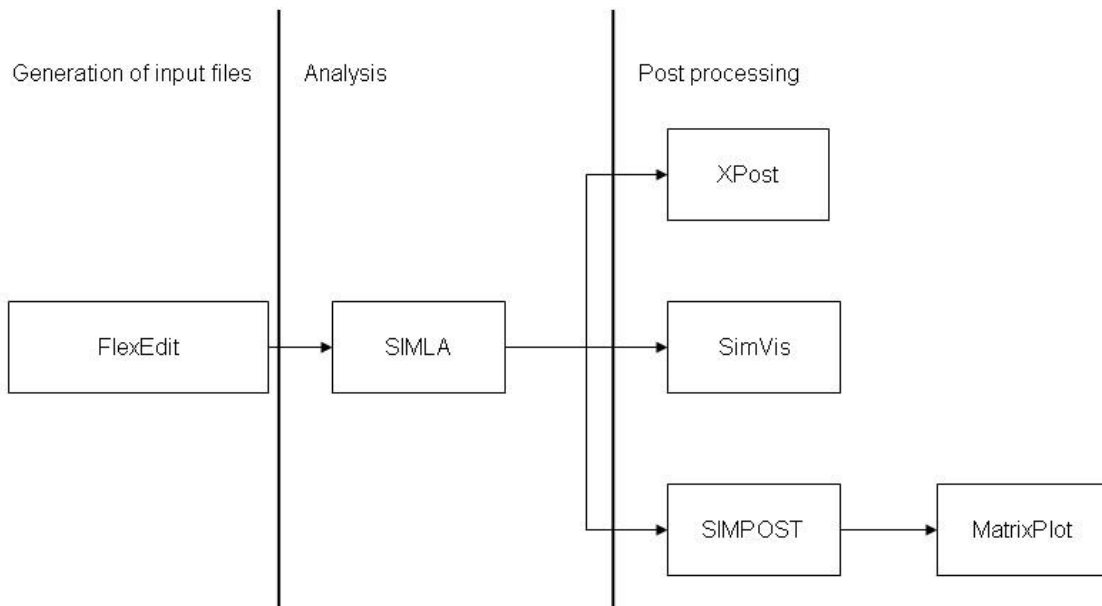 Generation of input files
Analysis
Post processing
XPost
FlexEdit
SIMLA
SimVis
SIMPOST
MatrixPlot